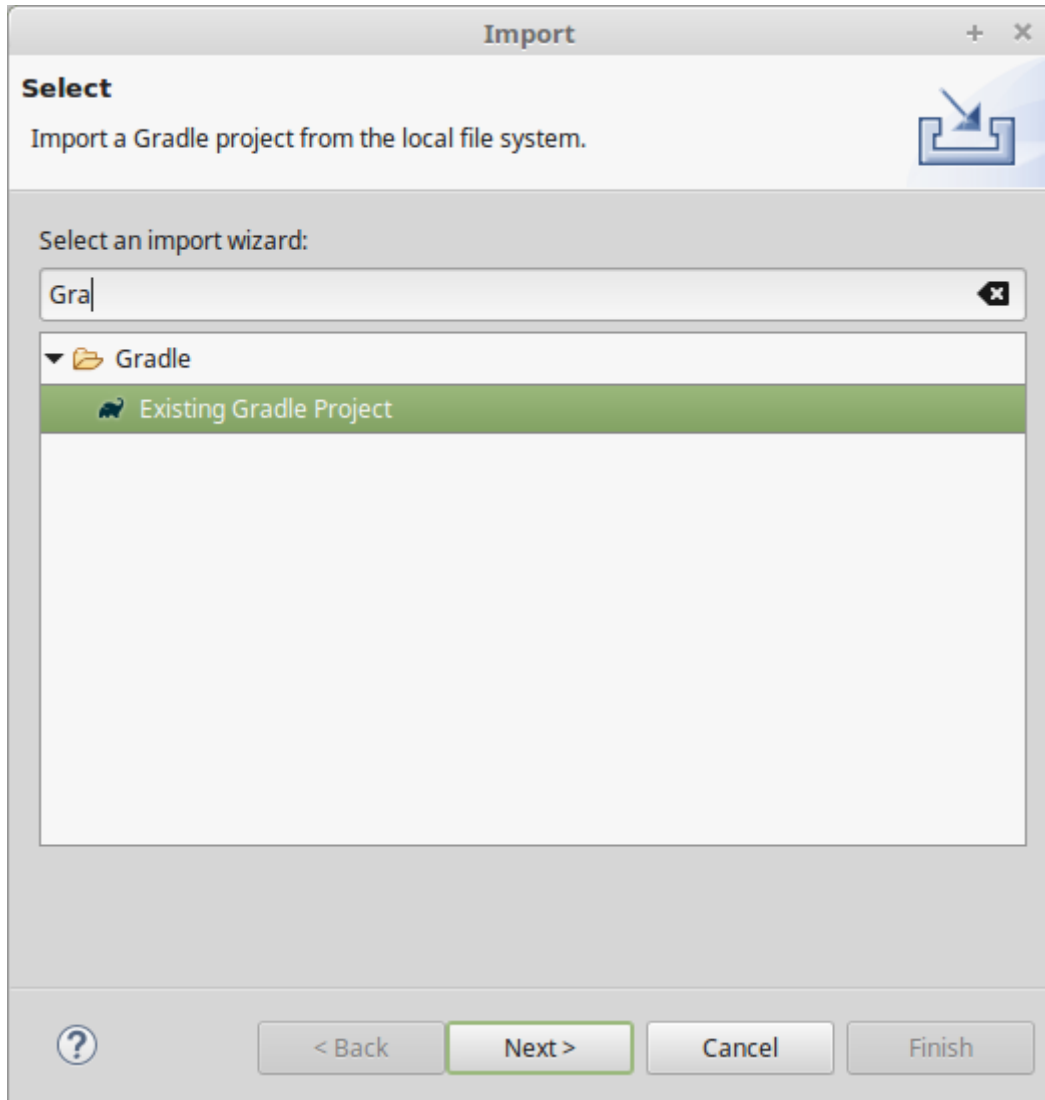 Import
Select
Import a Gradle project from the local file system.
Select an import wizard:
Gra
Gradle
Existing Gradle Project
? < Back Next > Cancel Finish